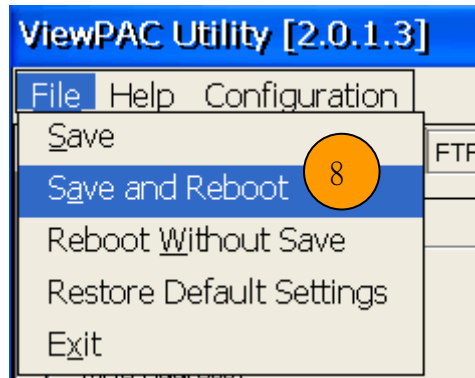 ViewPAC Utility [2.0.1.3]
File Help Configuration
Save
FTP
Save and Reboot
8
Reboot Without Save
Restore Default Settings
Exit